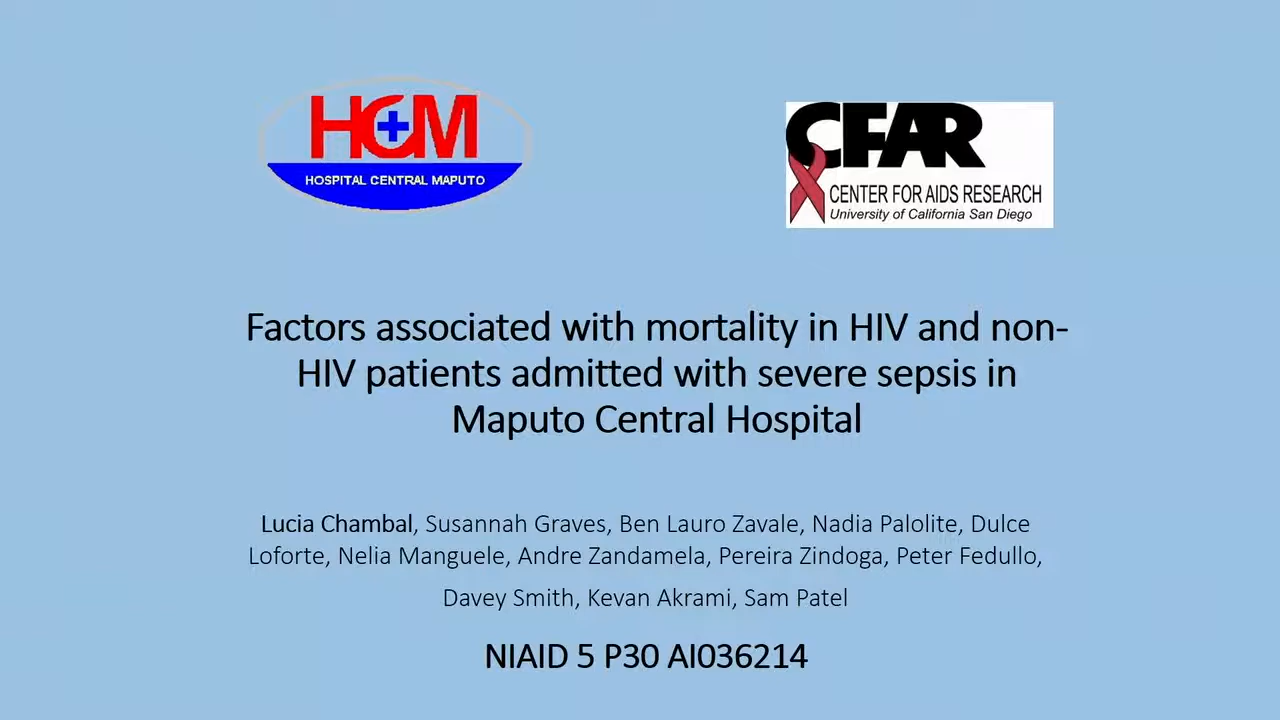 HCM
HOSPITAL CENTRAL MAPUTO
CFAR
CENTER FOR AIDS RESEARCH
University of California San Diego
Factors associated with mortality in HIV and non-
HIV patients admitted with severe sepsis in
Maputo Central Hospital
Lucia Chambal, Susannah Graves, Ben Lauro Zavale, Nadia Palolite, Dulce
Loforte, Nelia Manguele, Andre Zandamela, Pereira Zindoga, Peter Fedullo,
Davey Smith, Kevan Akrami, Sam Patel
NIAID 5 P30 AI036214